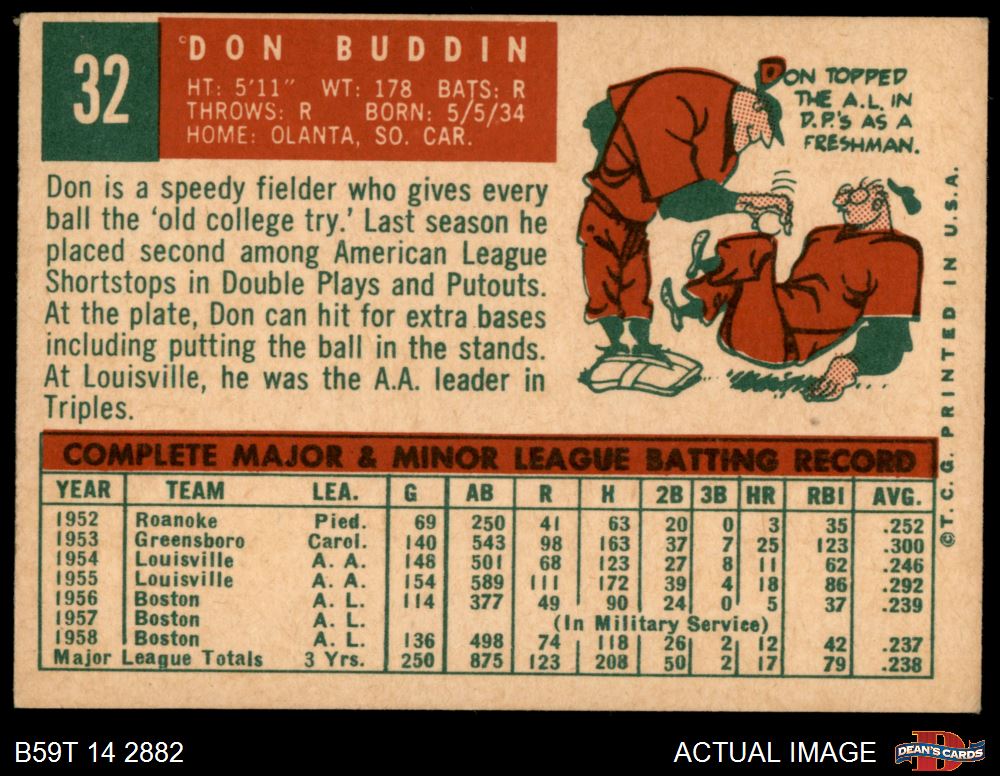 32
DON BUDDIN
HT: 5'11" WT: 178 BATS: R
THROWS: R BORN: 5/5/34
HOME: OLANTA, SO. CAR.
DON TOPPED
THE A.L. IN
D.P.'S AS A
FRESHMAN.
Don is a speedy fielder who gives every
ball the 'old college try.' Last season he
placed second among American League
Shortstops in Double Plays and Putouts.
At the plate, Don can hit for extra bases
including putting the ball in the stands.
At Louisville, he was the A.A. leader in
Triples.
©T. C. G. PRINTED IN U.S.A.
COMPLETE MAJOR & MINOR LEAGUE BATTING RECORD
YEAR TEAM LEA. G AB R H 2B 3B HR RBI AVG.
1952 Roanoke Pied. 69 250 41 63 20 0 3 35 .252
1953 Greensboro Carol. 140 543 98 163 37 7 25 123 .300
1954 Louisville A. A. 148 501 68 123 27 8 11 62 .246
1955 Louisville A. A. 154 589 111 172 39 4 18 86 .292
1956 Boston A. L. 114 377 49 90 24 0 5 37 .239
1957 Boston A. L. (In Military Service)
1958 Boston A. L. 136 498 74 118 26 2 12 42 .237
Major League Totals 3 Yrs. 250 875 123 208 50 2 17 79 .238
B59T 14 2882
ACTUAL IMAGE
DEAN'S CARDS